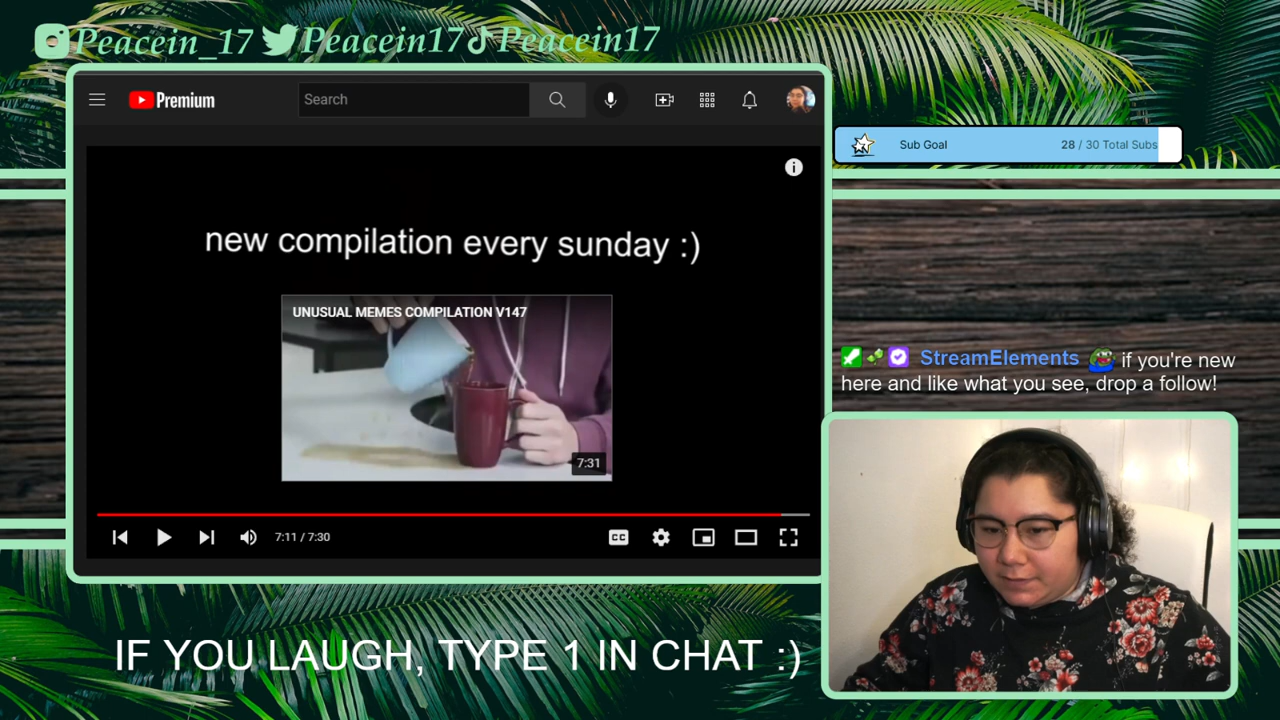 Peacein_17 Peacein17 Peacein17
Premium
Search
Sub Goal
28 / 30 Total Subs
new compilation every sunday :)
UNUSUAL MEMES COMPILATION V147
7:31
StreamElements if you're new
here and like what you see, drop a follow!
7:11 / 7:30
CC
IF YOU LAUGH, TYPE 1 IN CHAT :)